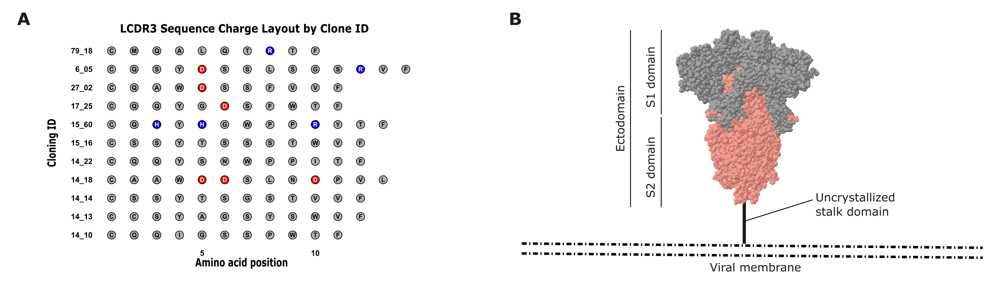 A
LCDR3 Sequence Charge Layout by Clone ID
79_18 C M Q A L Q T R T F
6_05 C Q S Y D S S L S G S R V F
27_02 C Q A W D S S F V V F
17_25 C Q Q Y G D S F W T F
15_60 C Q H Y H G W P P R Y T F
15_16 C S S Y T S S S T W V F
14_22 C Q Q Y S N W P P I T F
14_18 C A A W D D S L N D P V L
14_14 C S S Y T S G S T V V F
14_13 C C S Y A G S Y S W V F
14_10 C Q Q I G S S P W T F
5 10
Amino acid position
Cloning ID
B
Ectodomain
S1 domain
S2 domain
Uncrystallized
stalk domain
Viral membrane